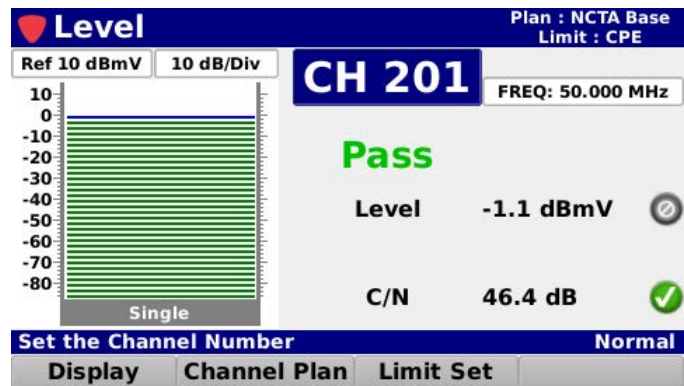 Level
Plan : NCTA Base
Limit : CPE
Ref 10 dBmV
10 dB/Div
CH 201
FREQ: 50.000 MHz
10
0
-10
-20
-30
-40
-50
-60
-70
-80
Single
Pass
Level -1.1 dBmV
C/N 46.4 dB
Set the Channel Number Normal
Display Channel Plan Limit Set